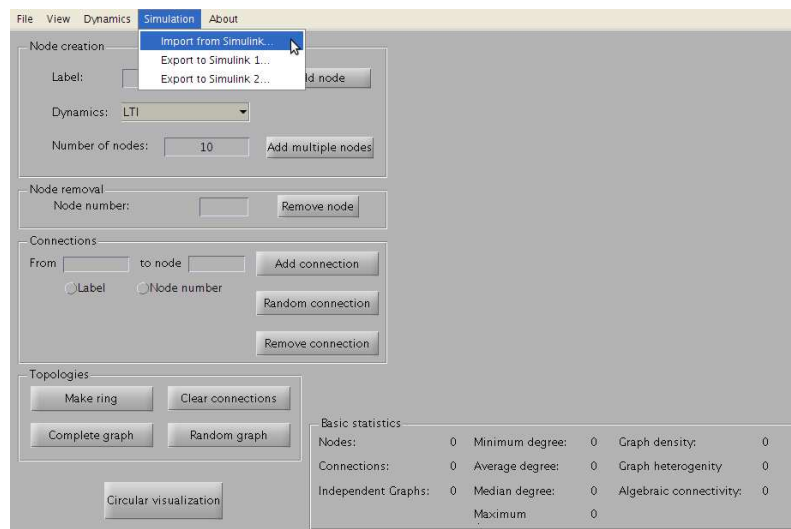 File View Dynamics Simulation About
Import from Simulink...
Export to Simulink 1...
Export to Simulink 2...
Node creation
Label: node
Dynamics: LTI
Number of nodes: 10 Add multiple nodes
Node removal
Node number: Remove node
Connections
From to node Add connection
Label Node number
Random connection
Remove connection
Topologies
Make ring Clear connections
Complete graph Random graph
Circular visualization
Basic statistics
Nodes: 0 Minimum degree: 0 Graph density: 0
Connections: 0 Average degree: 0 Graph heterogenity 0
Independent Graphs: 0 Median degree: 0 Algebraic connectivity: 0
Maximum 0